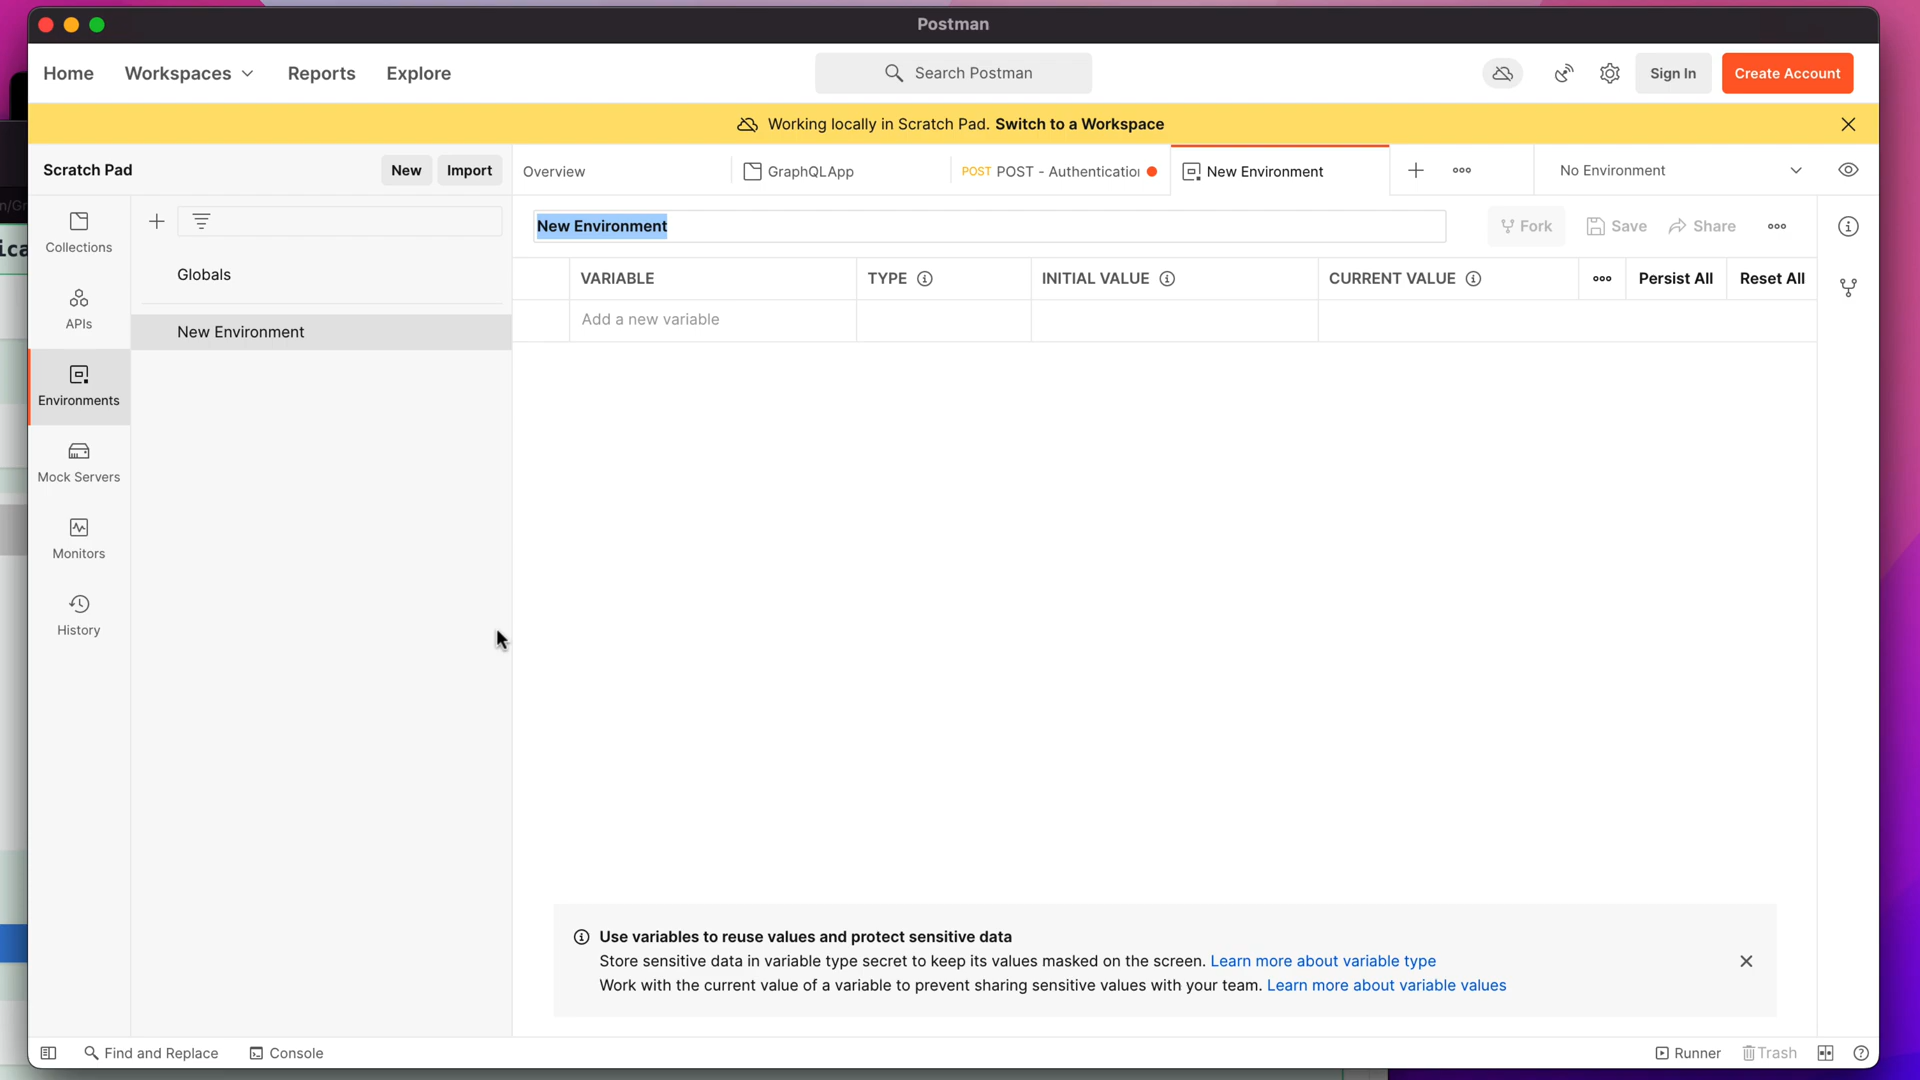 Postman
Home
Workspaces
Reports
Explore
Search Postman
Sign In
Create Account
Working locally in Scratch Pad. Switch to a Workspace
Scratch Pad
New
Import
Overview
GraphQLApp
POST POST - Authentication
New Environment
No Environment
Collections
APIs
Environments
Mock Servers
Monitors
History
Globals
New Environment
New Environment
Fork
Save
Share
VARIABLE
TYPE
INITIAL VALUE
CURRENT VALUE
Persist All
Reset All
Add a new variable
Use variables to reuse values and protect sensitive data
Store sensitive data in variable type secret to keep its values masked on the screen. Learn more about variable type
Work with the current value of a variable to prevent sharing sensitive values with your team. Learn more about variable values
Find and Replace
Console
Runner
Trash